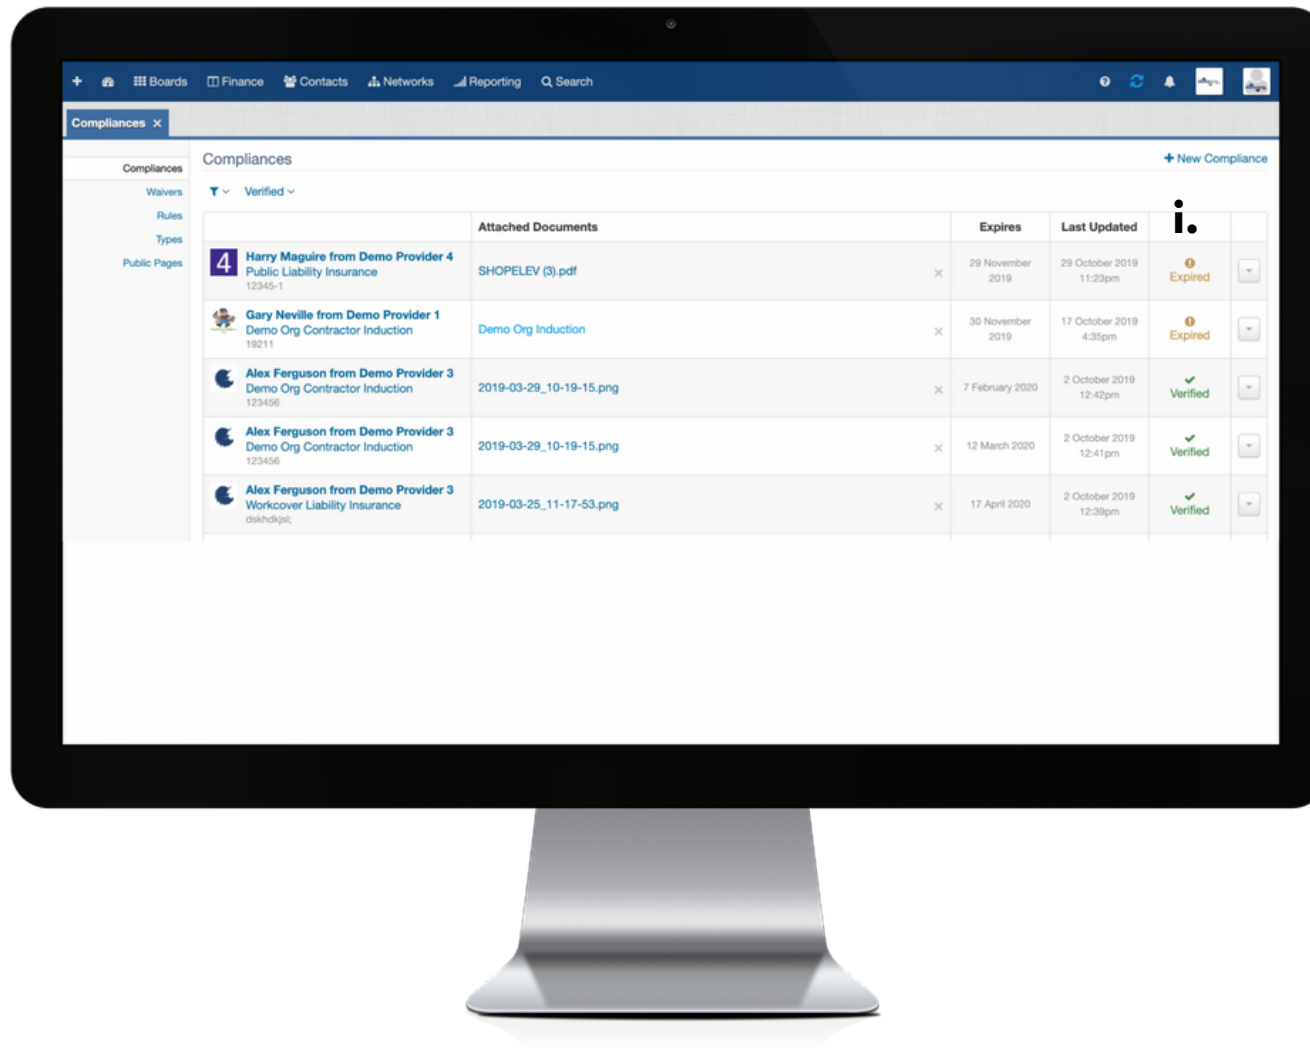 Boards Finance Contacts Networks Reporting Search
Compliances ×
Compliances
Waivers
Rules
Types
Public Pages
Compliances
+ New Compliance
Verified
i.
Attached Documents Expires Last Updated
4
Harry Maguire from Demo Provider 4
Public Liability Insurance
12345-1
SHOPELEV (3).pdf
29 November
2019
29 October 2019
11:23pm
Expired
Gary Neville from Demo Provider 1
Demo Org Contractor Induction
19211
Demo Org Induction
30 November
2019
17 October 2019
4:35pm
Expired
Alex Ferguson from Demo Provider 3
Demo Org Contractor Induction
123456
2019-03-29_10-19-15.png
7 February 2020
2 October 2019
12:42pm
Verified
Alex Ferguson from Demo Provider 3
Demo Org Contractor Induction
123456
2019-03-29_10-19-15.png
12 March 2020
2 October 2019
12:41pm
Verified
Alex Ferguson from Demo Provider 3
Workcover Liability Insurance
dskhdkjsl;
2019-03-25_11-17-53.png
17 April 2020
2 October 2019
12:39pm
Verified